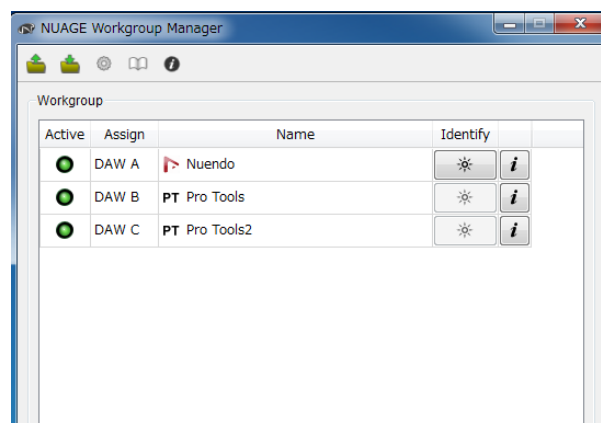 NUAGE Workgroup Manager
Workgroup
Active Assign Name Identify
DAW A Nuendo i
DAW B PT Pro Tools i
DAW C PT Pro Tools2 i